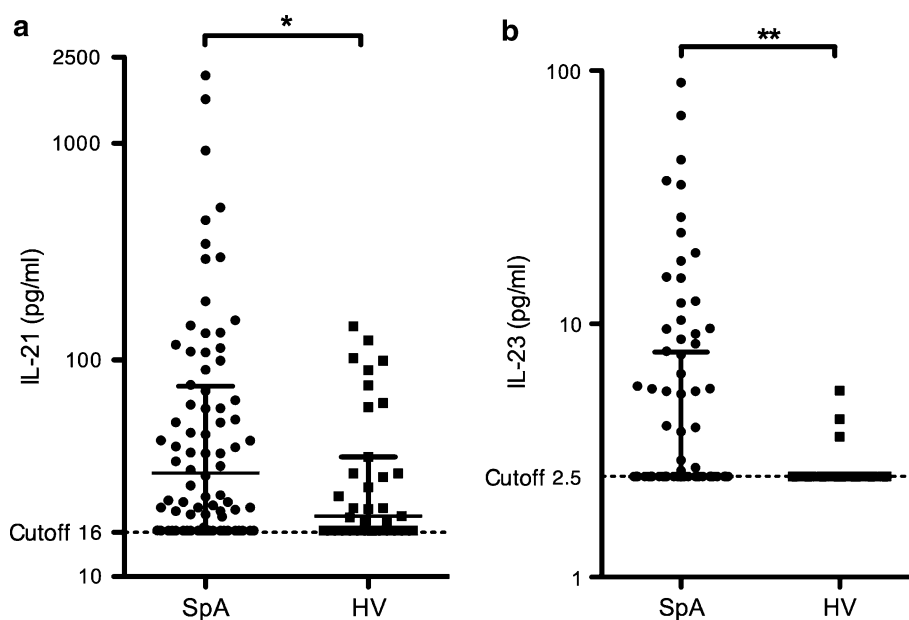 a
*
2500
1000
100
Cutoff 16
10
IL-21 (pg/ml)
SpA HV
b
**
100
10
Cutoff 2.5
1
IL-23 (pg/ml)
SpA HV